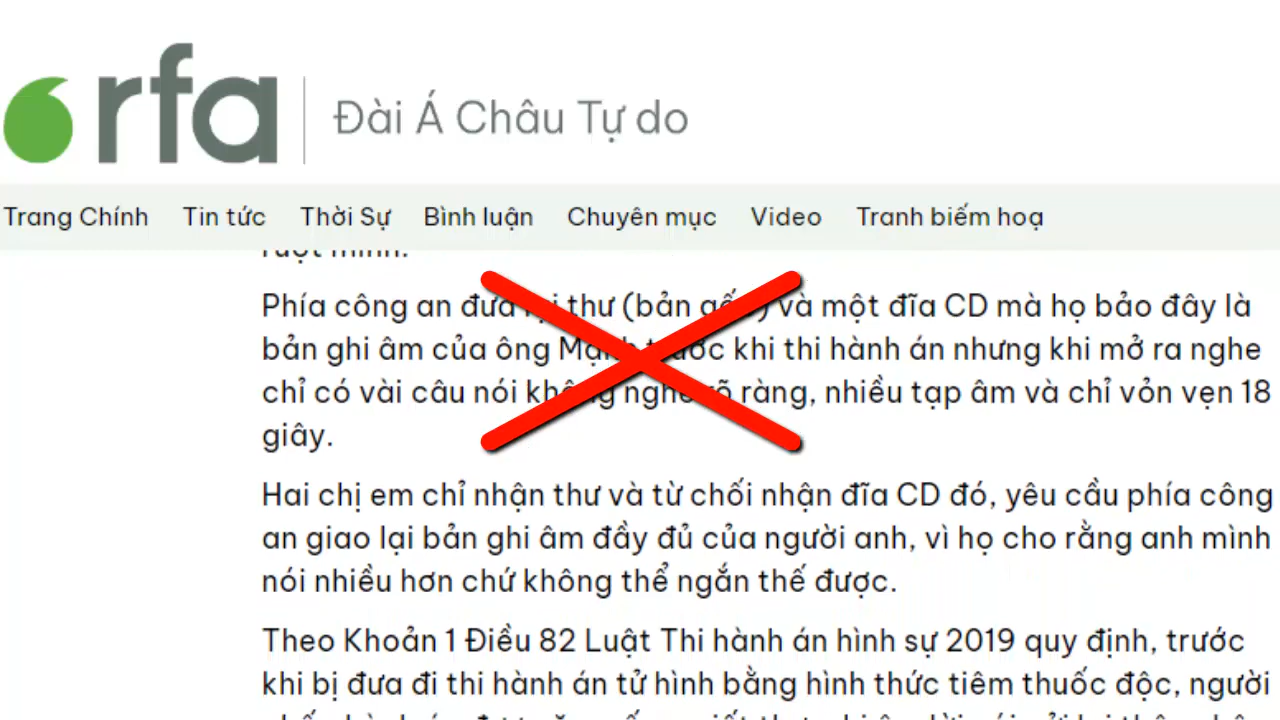 rfa
Đài Á Châu Tự do
Trang Chính Tin tức Thời Sự Bình luận Chuyên mục Video Tranh biếm hoạ
ruột mình.
Phía công an đưa lại thư (bản gốc) và một đĩa CD mà họ bảo đây là
bản ghi âm của ông Mạnh trước khi thi hành án nhưng khi mở ra nghe
chỉ có vài câu nói không nghe rõ ràng, nhiều tạp âm và chỉ vỏn vẹn 18
giây.
Hai chị em chỉ nhận thư và từ chối nhận đĩa CD đó, yêu cầu phía công
an giao lại bản ghi âm đầy đủ của người anh, vì họ cho rằng anh mình
nói nhiều hơn chứ không thể ngắn thế được.
Theo Khoản 1 Điều 82 Luật Thi hành án hình sự 2019 quy định, trước
khi bị đưa đi thi hành án tử hình bằng hình thức tiêm thuốc độc, người